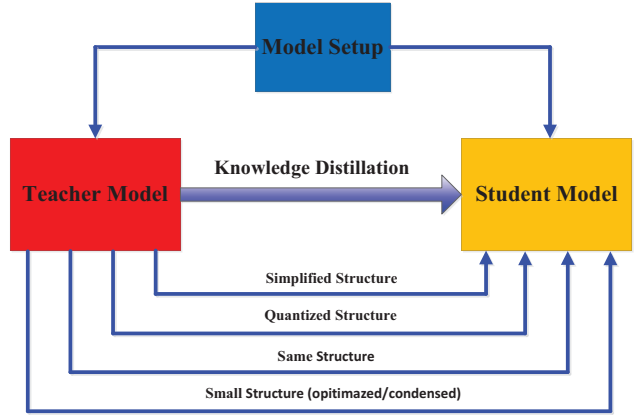 Model Setup
Knowledge Distillation
Teacher Model
Student Model
Simplified Structure
Quantized Structure
Same Structure
Small Structure (opitimazed/condensed)